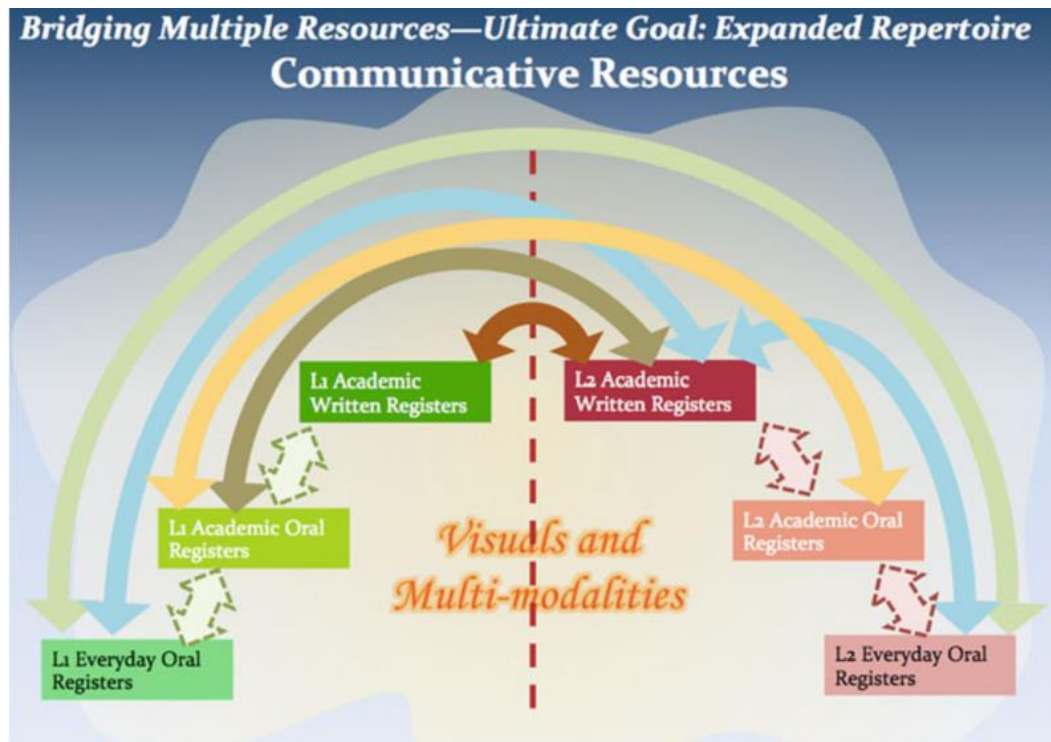 Bridging Multiple Resources—Ultimate Goal: Expanded Repertoire
Communicative Resources
L1 Academic
Written Registers
L2 Academic
Written Registers
L1 Academic Oral
Registers
L2 Academic Oral
Registers
Visuals and
Multi-modalities
L1 Everyday Oral
Registers
L2 Everyday Oral
Registers